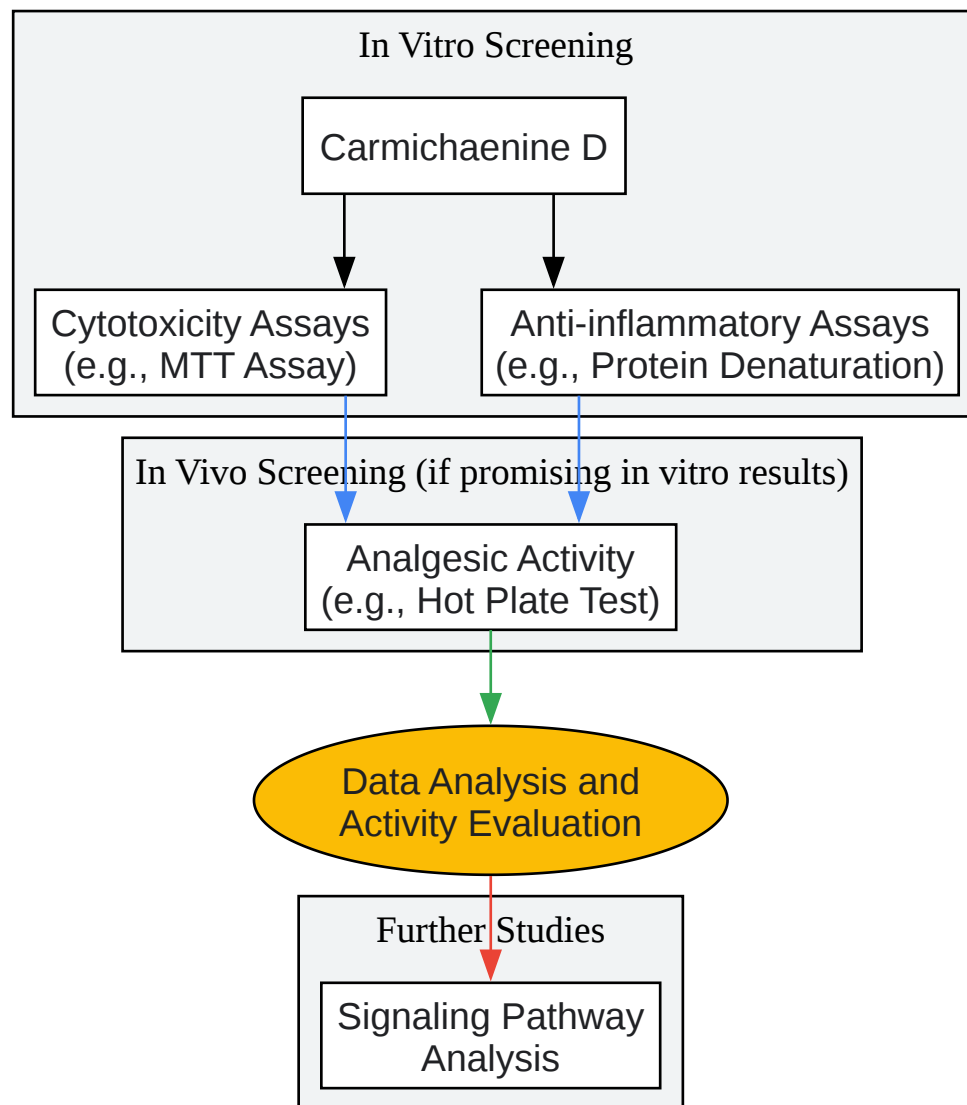 In Vitro Screening
Carmichaenine D
Cytotoxicity Assays
(e.g., MTT Assay)
Anti-inflammatory Assays
(e.g., Protein Denaturation)
In Vivo Screening (if promising in vitro results)
Analgesic Activity
(e.g., Hot Plate Test)
Data Analysis and
Activity Evaluation
Further Studies
Signaling Pathway
Analysis